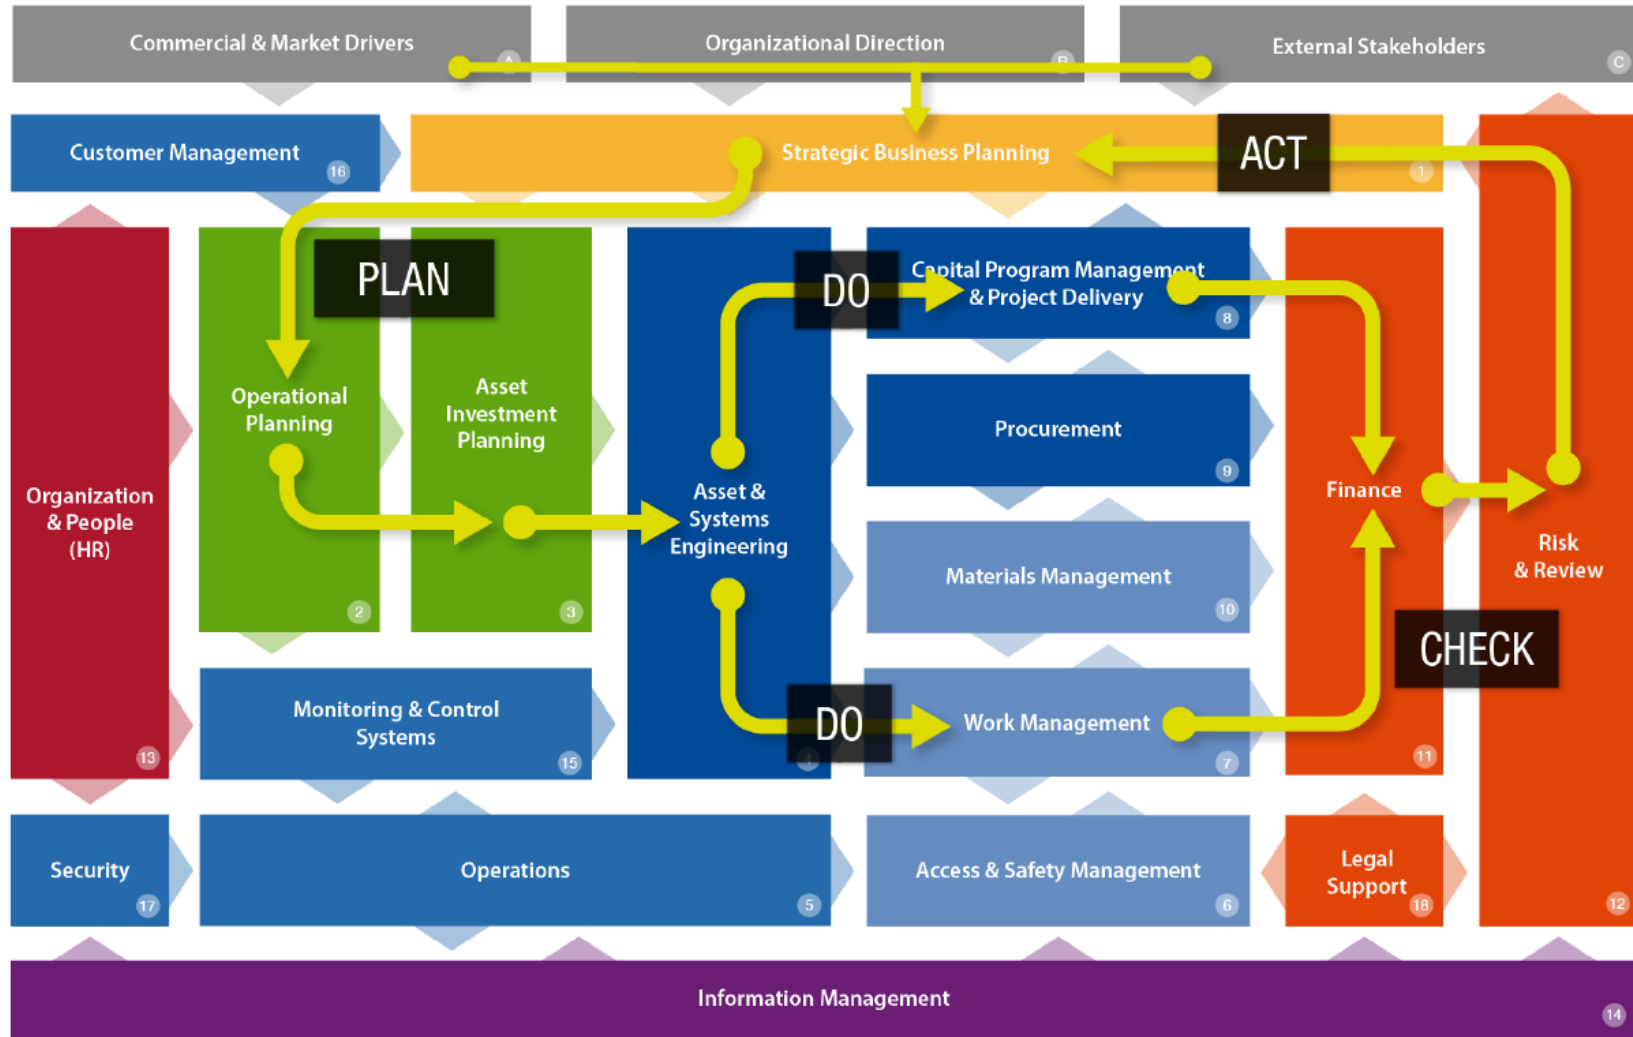 Commercial & Market Drivers
A
Organizational Direction
B
External Stakeholders
C
Customer Management
16
Strategic Business Planning
ACT
1
PLAN
Operational
Planning
2
Asset
Investment
Planning
3
Organization
& People
(HR)
13
Asset &
Systems
Engineering
4
DO
Capital Program Management
& Project Delivery
8
Procurement
9
Materials Management
10
DO
Work Management
7
Finance
11
Risk
& Review
12
CHECK
Monitoring & Control
Systems
15
Security
17
Operations
5
Access & Safety Management
6
Legal
Support
18
Information Management
14